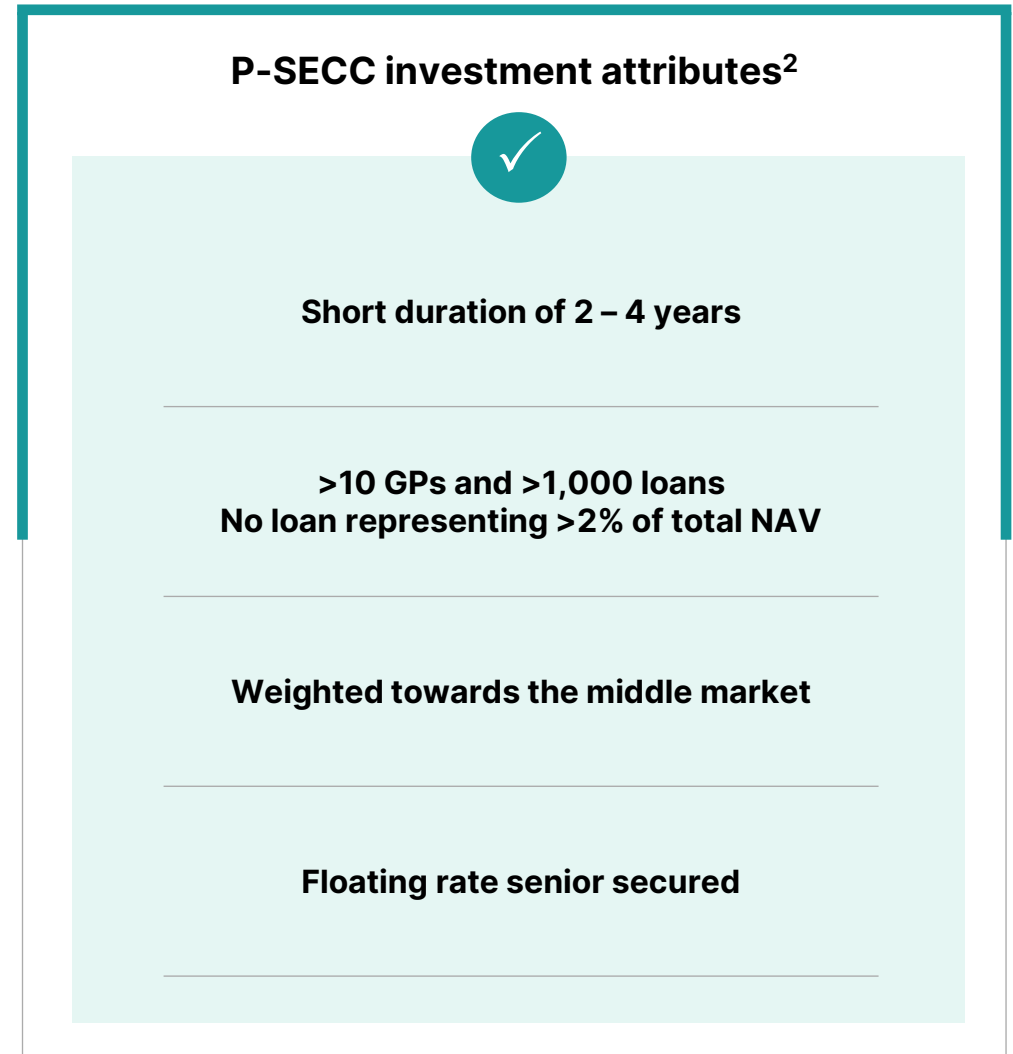 P-SECC investment attributes²
✓
Short duration of 2 – 4 years
>10 GPs and >1,000 loans
No loan representing >2% of total NAV
Weighted towards the middle market
Floating rate senior secured